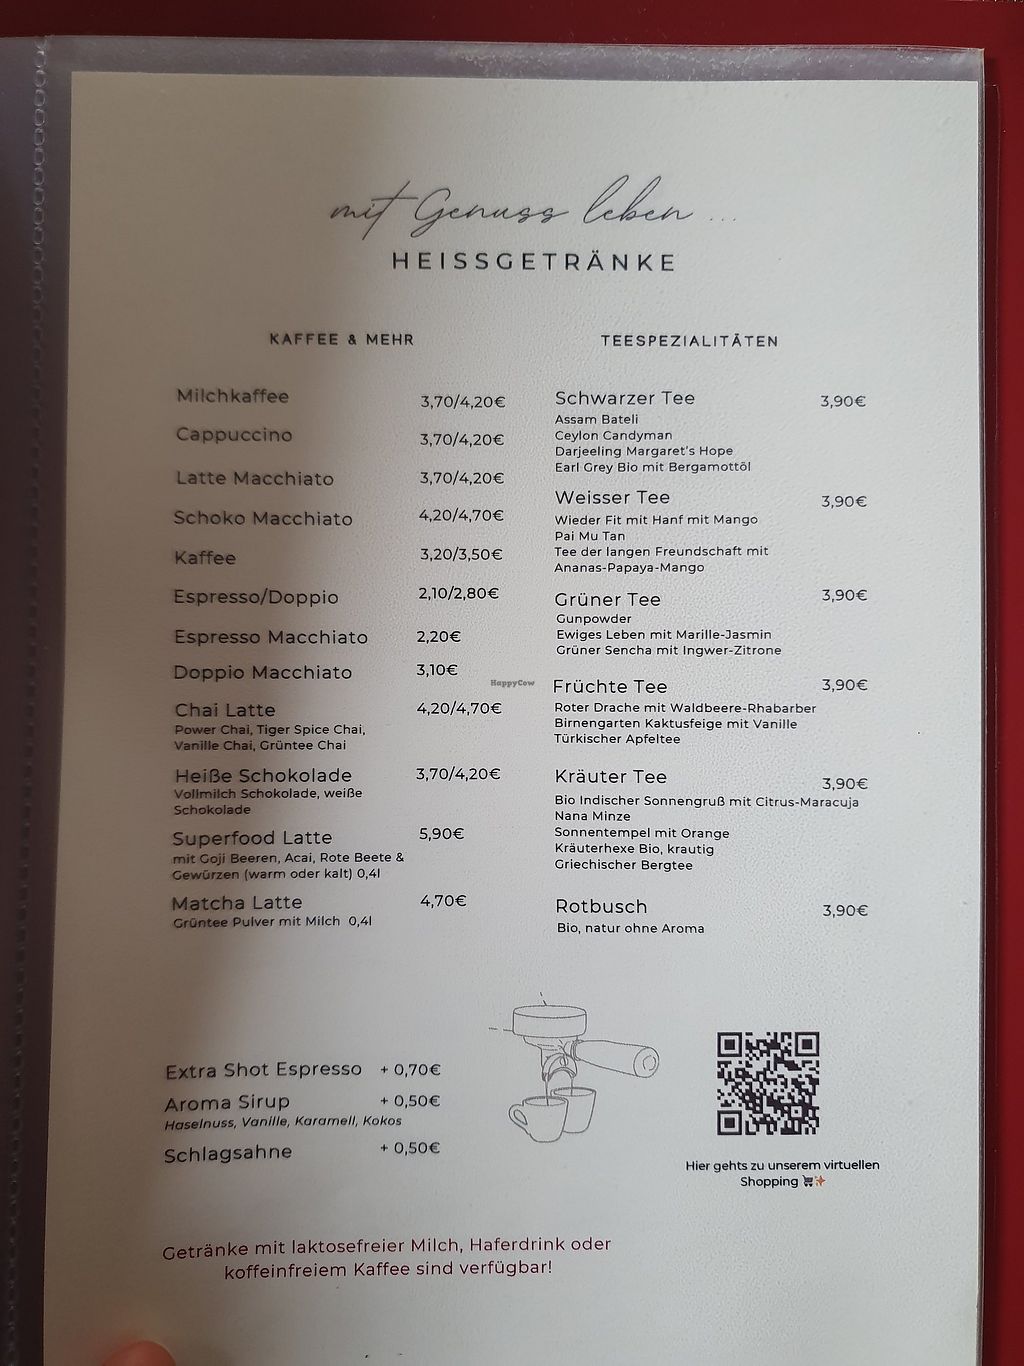 mit Genuss leben ...
HEISSGETRÄNKE
KAFFEE & MEHR
Milchkaffee 3,70/4,20€
Cappuccino 3,70/4,20€
Latte Macchiato 3,70/4,20€
Schoko Macchiato 4,20/4,70€
Kaffee 3,20/3,50€
Espresso/Doppio 2,10/2,80€
Espresso Macchiato 2,20€
Doppio Macchiato 3,10€
Chai Latte 4,20/4,70€
Power Chai, Tiger Spice Chai,
Vanille Chai, Grüntee Chai
Heiße Schokolade 3,70/4,20€
Vollmilch Schokolade, weiße
Schokolade
Superfood Latte 5,90€
mit Goji Beeren, Acai, Rote Beete &
Gewürzen (warm oder kalt) 0,4l
Matcha Latte 4,70€
Grüntee Pulver mit Milch 0,4l
TEESPEZIALITÄTEN
Schwarzer Tee 3,90€
Assam Bateli
Ceylon Candyman
Darjeeling Margaret's Hope
Earl Grey Bio mit Bergamottöl
Weisser Tee 3,90€
Wieder Fit mit Hanf mit Mango
Pai Mu Tan
Tee der langen Freundschaft mit
Ananas-Papaya-Mango
Grüner Tee 3,90€
Gunpowder
Ewiges Leben mit Marille-Jasmin
Grüner Sencha mit Ingwer-Zitrone
HappyCow
Früchte Tee 3,90€
Roter Drache mit Waldbeere-Rhabarber
Birnengarten Kaktusfeige mit Vanille
Türkischer Apfeltee
Kräuter Tee 3,90€
Bio Indischer Sonnengruß mit Citrus-Maracuja
Nana Minze
Sonnentempel mit Orange
Kräuterhexe Bio, krautig
Griechischer Bergtee
Rotbusch 3,90€
Bio, natur ohne Aroma
Extra Shot Espresso + 0,70€
Aroma Sirup + 0,50€
Haselnuss, Vanille, Karamell, Kokos
Schlagsahne + 0,50€
Hier gehts zu unserem virtuellen
Shopping 🛒✨
Getränke mit laktosefreier Milch, Haferdrink oder
koffeinfreiem Kaffee sind verfügbar!